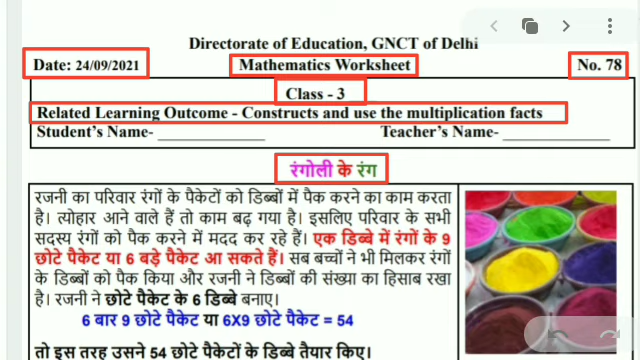 Directorate of Education, GNCT of Delhi
Date: 24/09/2021 Mathematics Worksheet No. 78
Class - 3
Related Learning Outcome - Constructs and use the multiplication facts
Student's Name- ____________ Teacher's Name- ____________
रंगोली के रंग
रजनी का परिवार रंगों के पैकेटों को डिब्बों में पैक करने का काम करता
है। त्योहार आने वाले हैं तो काम बढ़ गया है। इसलिए परिवार के सभी
सदस्य रंगों को पैक करने में मदद कर रहे हैं। एक डिब्बे में रंगों के 9
छोटे पैकेट या 6 बड़े पैकेट आ सकते हैं। सब बच्चों ने भी मिलकर रंगों
के डिब्बों को पैक किया और रजनी ने डिब्बों की संख्या का हिसाब रखा
है। रजनी ने छोटे पैकेट के 6 डिब्बे बनाए।
6 बार 9 छोटे पैकेट या 6X9 छोटे पैकेट = 54
तो इस तरह उसने 54 छोटे पैकेटों के डिब्बे तैयार किए।